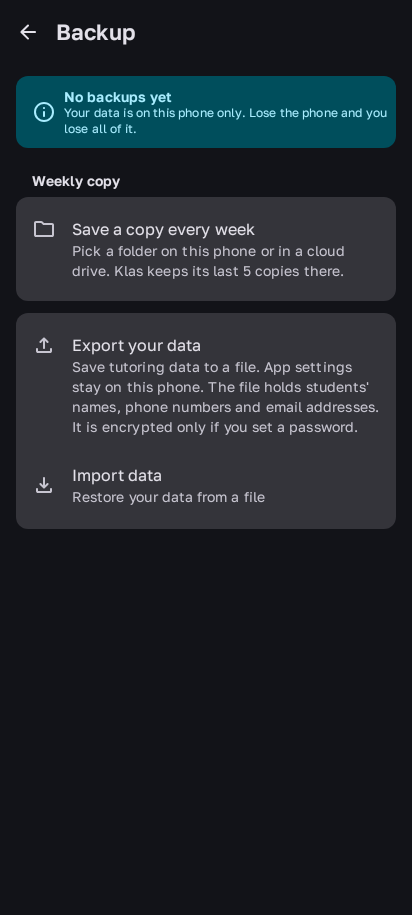 Backup
No backups yet
Your data is on this phone only. Lose the phone and you
lose all of it.
Weekly copy
Save a copy every week
Pick a folder on this phone or in a cloud
drive. Klas keeps its last 5 copies there.
Export your data
Save tutoring data to a file. App settings
stay on this phone. The file holds students'
names, phone numbers and email addresses.
It is encrypted only if you set a password.
Import data
Restore your data from a file